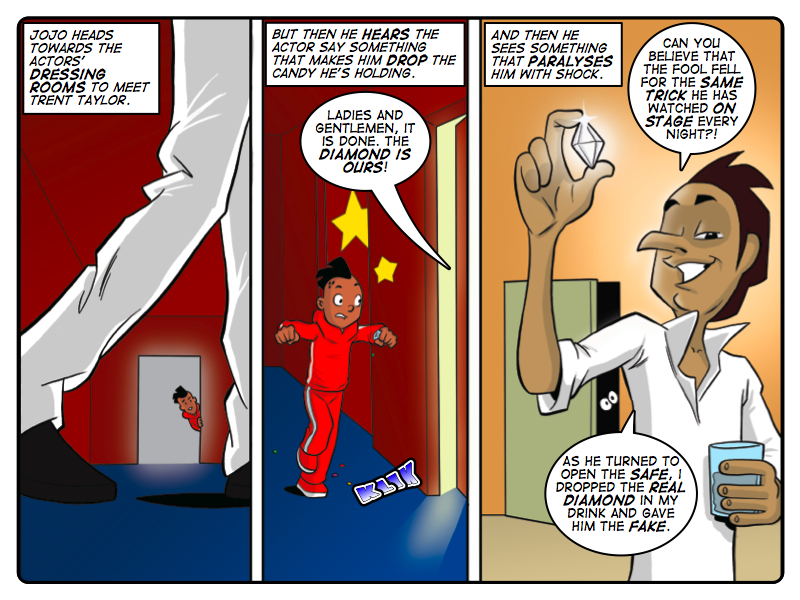 JOJO HEADS
TOWARDS THE
ACTORS'
DRESSING
ROOMS TO MEET
TRENT TAYLOR.
BUT THEN HE HEARS THE
ACTOR SAY SOMETHING
THAT MAKES HIM DROP THE
CANDY HE'S HOLDING.
LADIES AND
GENTLEMEN, IT
IS DONE. THE
DIAMOND IS
OURS!
KLIK
AND THEN HE
SEES SOMETHING
THAT PARALYSES
HIM WITH SHOCK.
CAN YOU
BELIEVE THAT
THE FOOL FELL
FOR THE SAME
TRICK HE HAS
WATCHED ON
STAGE EVERY
NIGHT?!
AS HE TURNED TO
OPEN THE SAFE, I
DROPPED THE REAL
DIAMOND IN MY
DRINK AND GAVE
HIM THE FAKE.